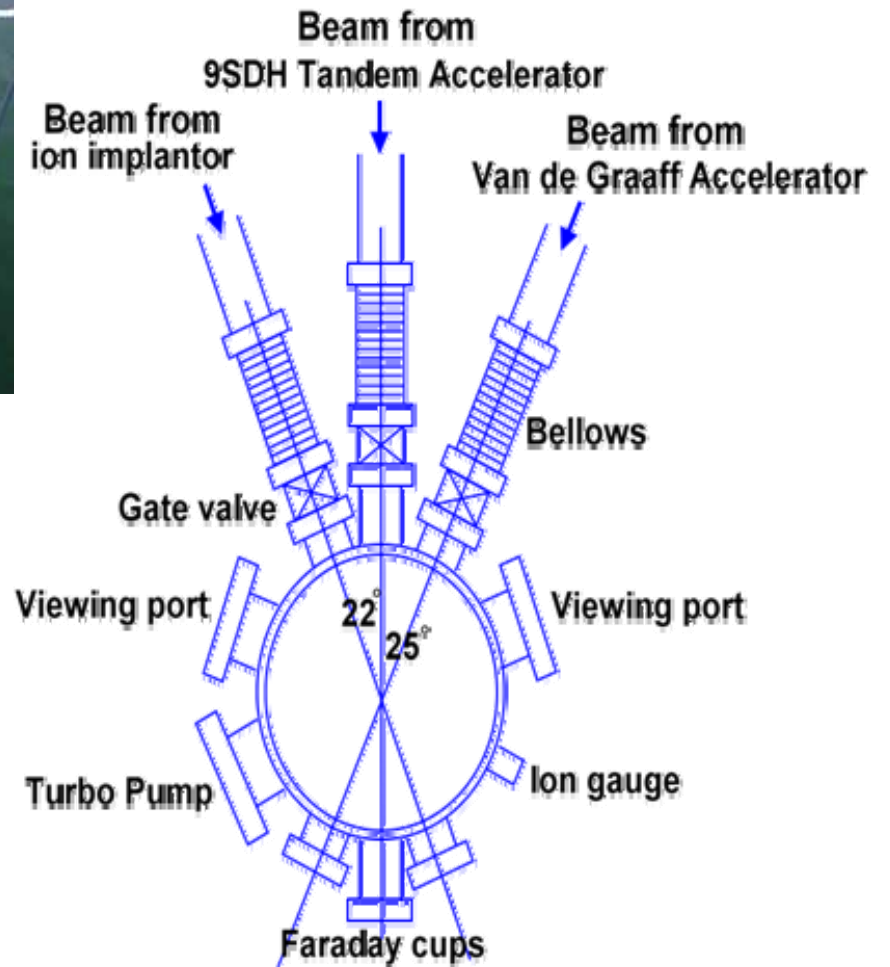 Beam from
9SDH Tandem Accelerator
Beam from
ion implantor
Beam from
Van de Graaff Accelerator
Bellows
Gate valve
Viewing port
22°
Viewing port
25°
Turbo Pump
Ion gauge
Faraday cups